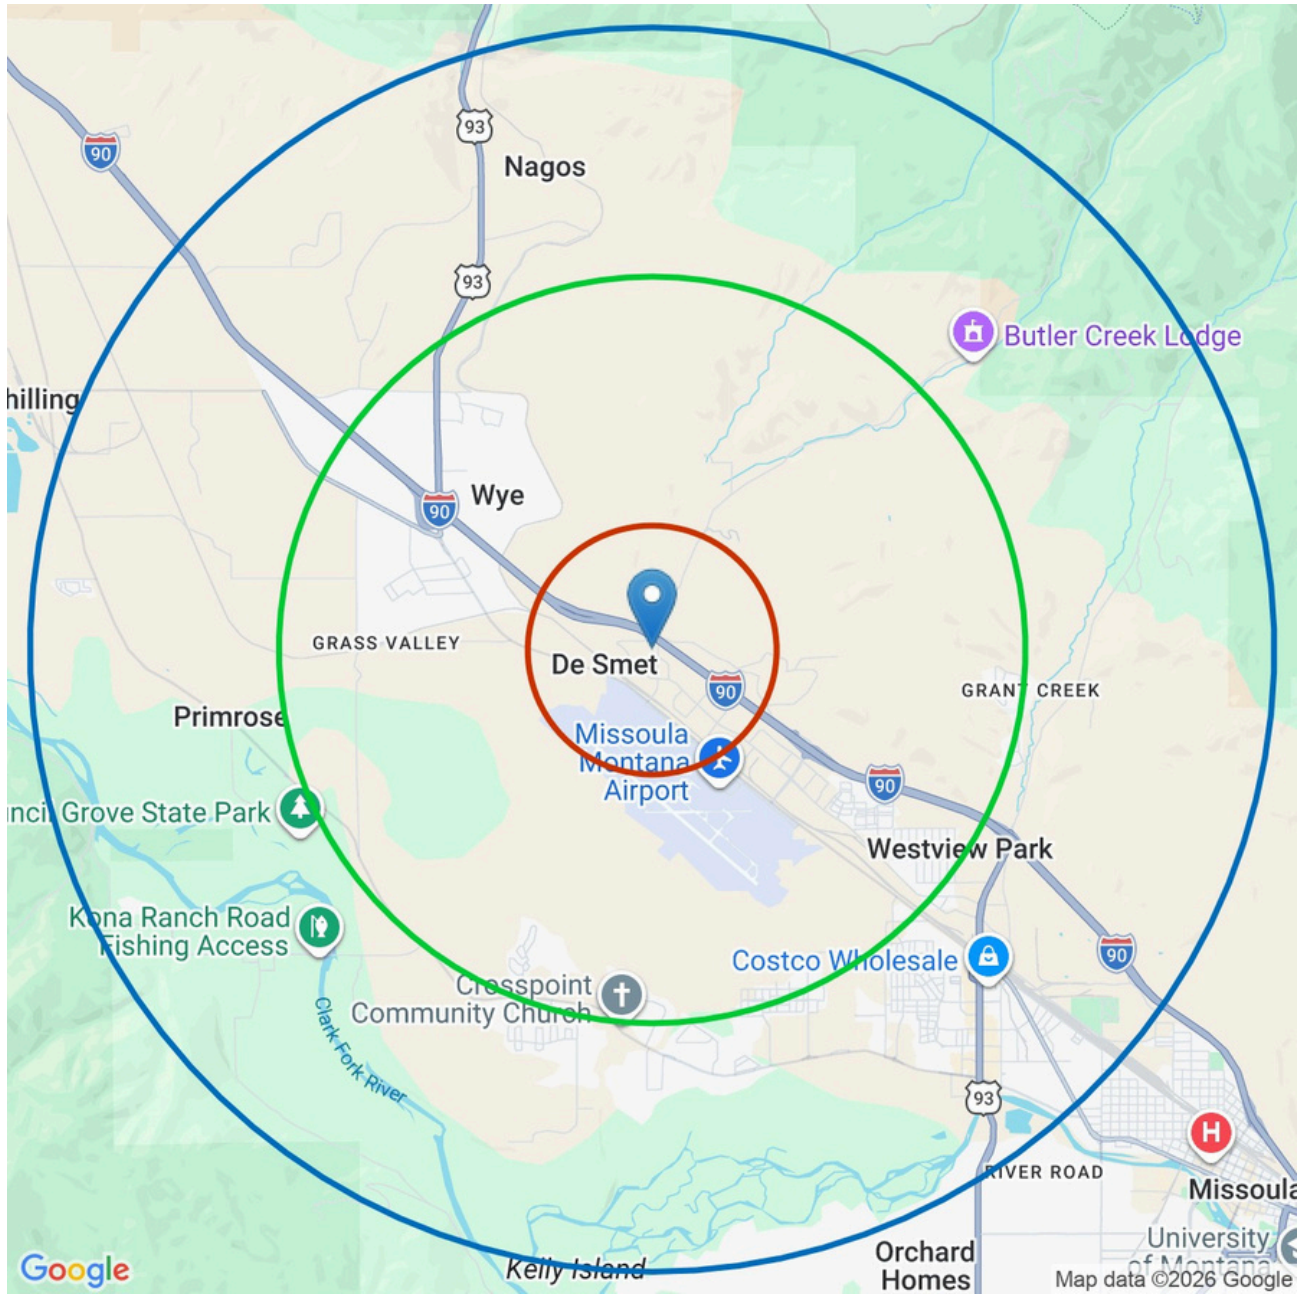 93
90
Nagos
93
Butler Creek Lodge
hilling
Wye
90
GRASS VALLEY
De Smet
90
GRANT CREEK
Primrose
Missoula
Montana
Airport
90
uncil Grove State Park
Westview Park
Kona Ranch Road
Fishing Access
Costco Wholesale
90
Crosspoint
Community Church
Clark Fork River
93
H
RIVER ROAD
Missoula
University
of Montana
Orchard
Homes
Kelly Island
Google
Map data ©2026 Google